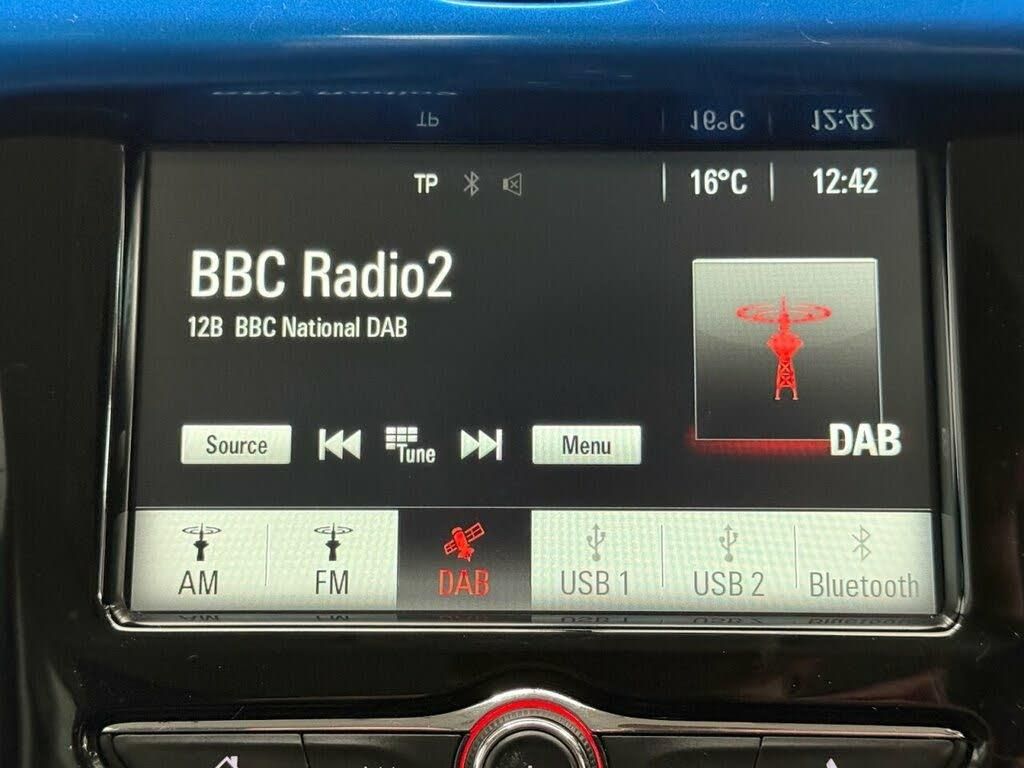 TP 16°C 12:42
BBC Radio2
12B BBC National DAB
Source Tune Menu
DAB
AM FM DAB USB 1 USB 2 Bluetooth